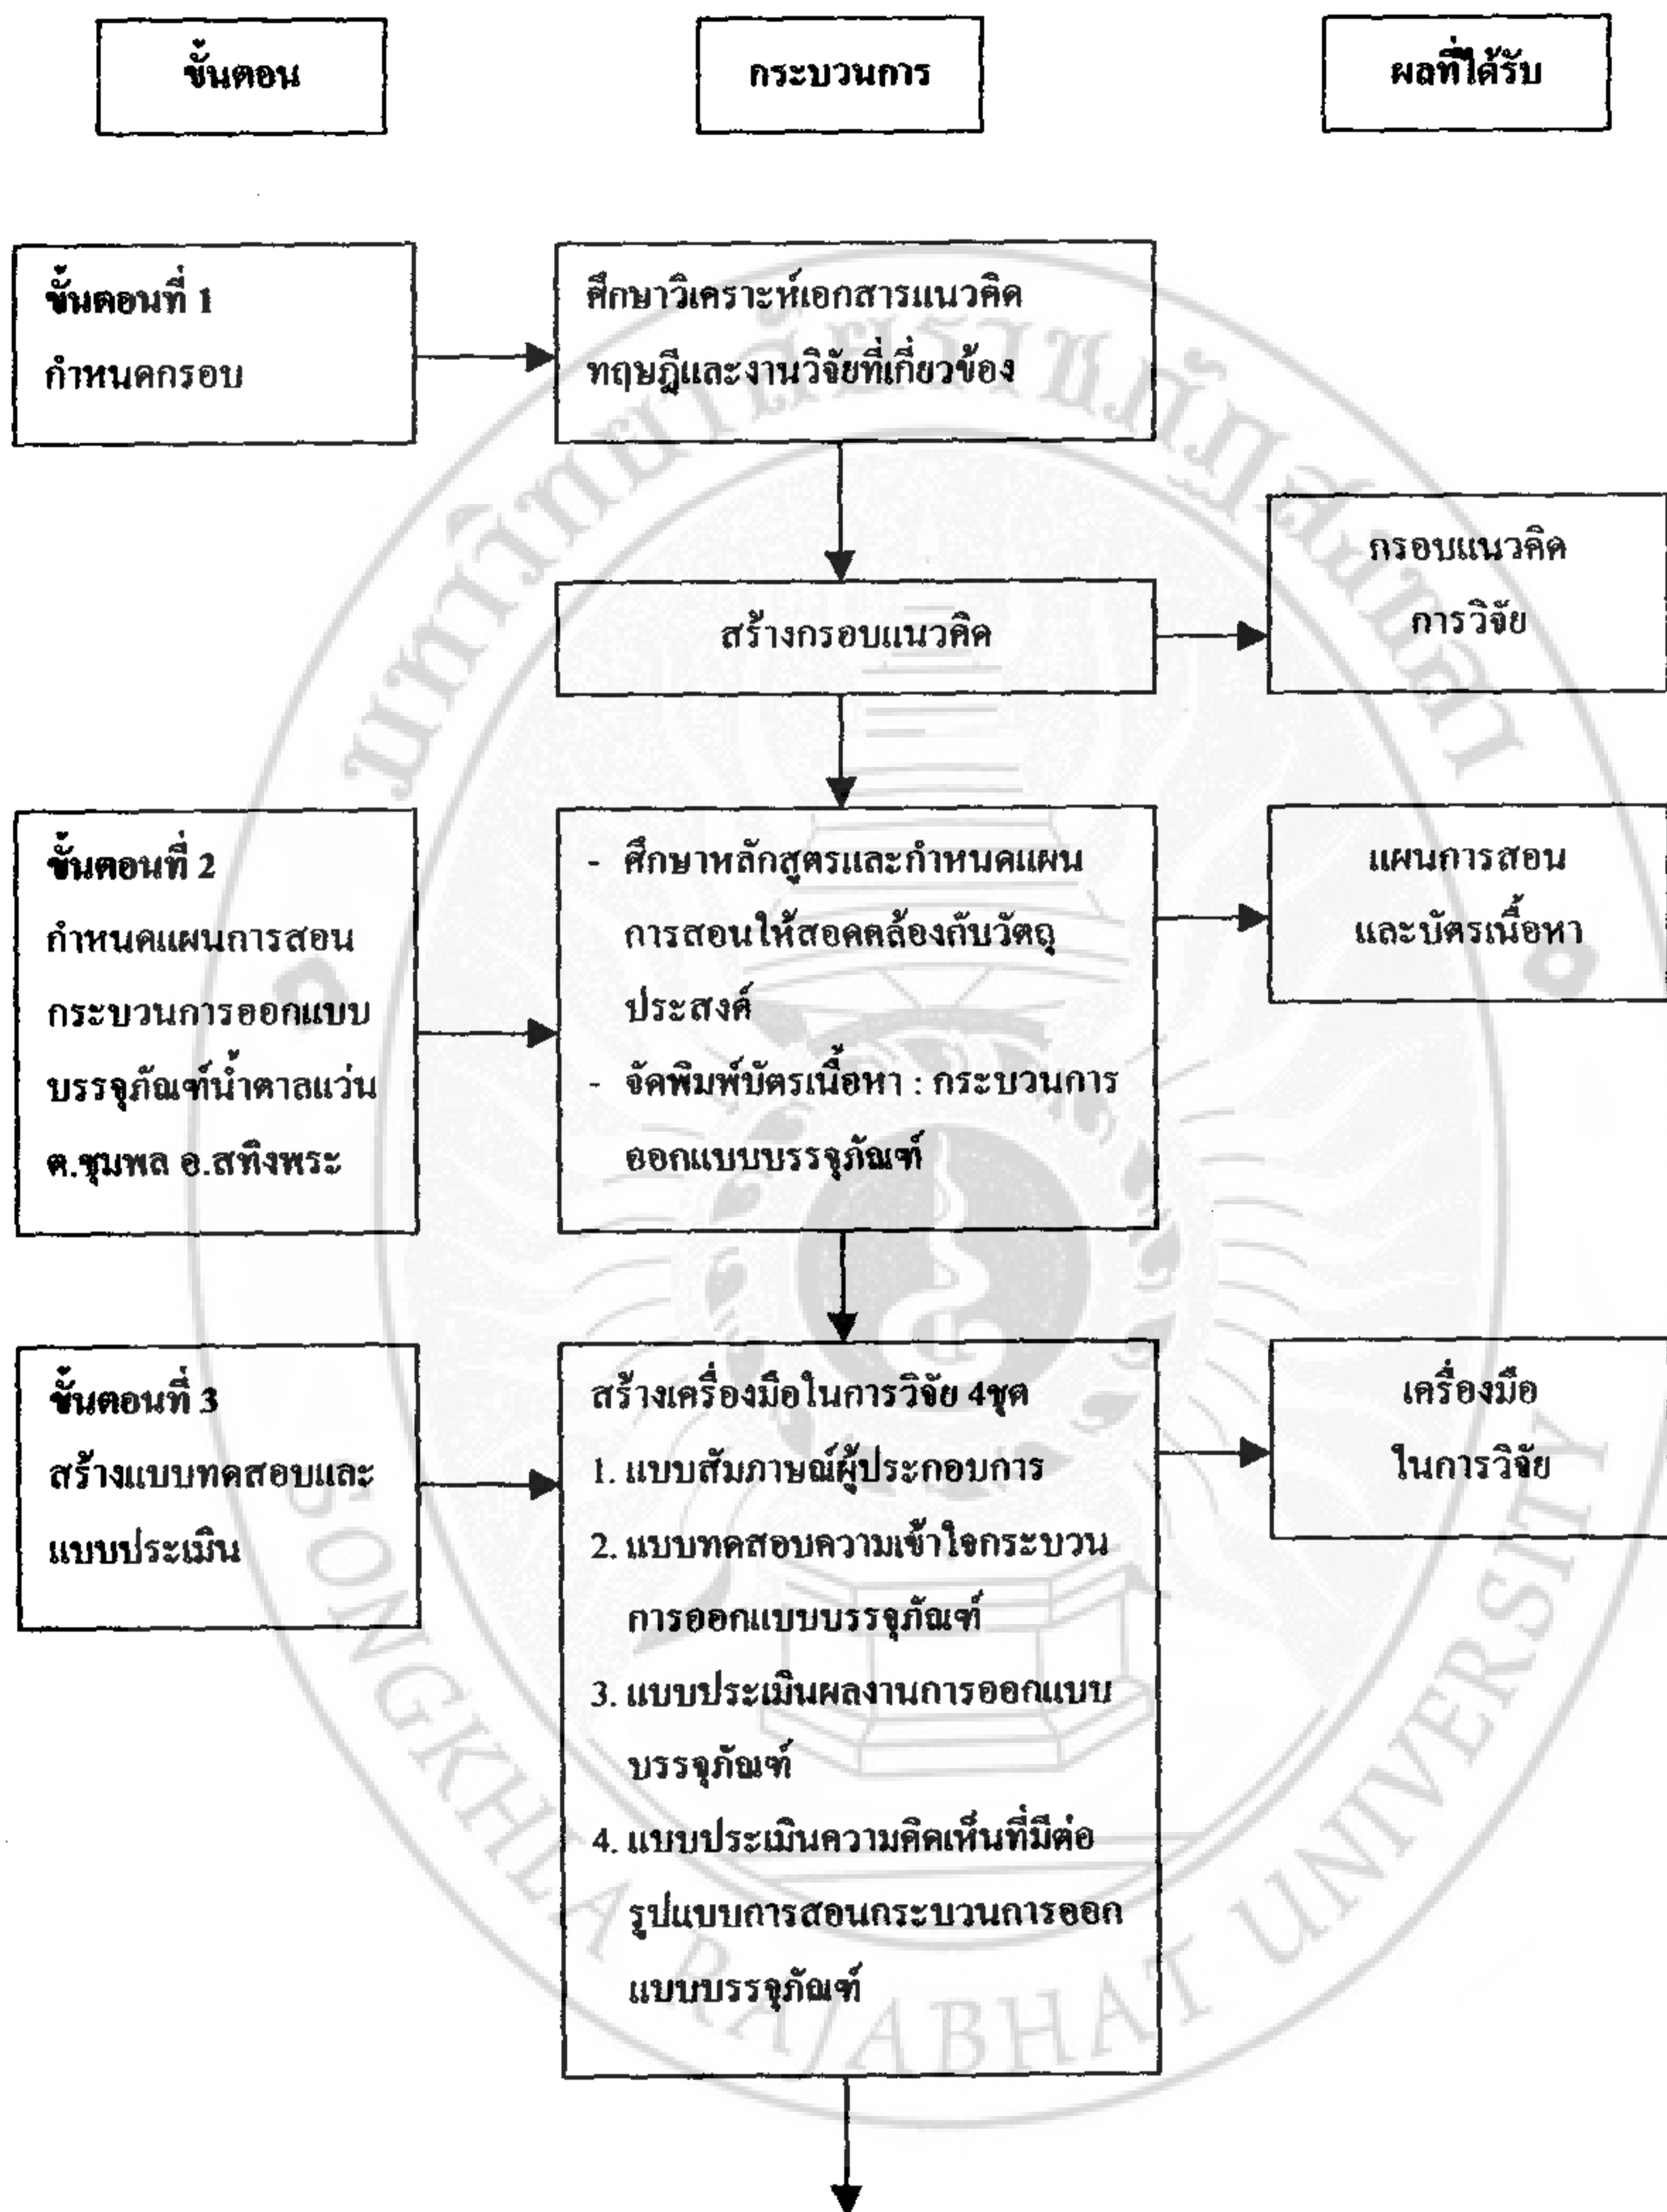 ขั้นตอน
กระบวนการ
ผลที่ได้รับ
ขั้นตอนที่ 1
กำหนดกรอบ
ศึกษาวิเคราะห์เอกสารแนวคิด
ทฤษฎีและงานวิจัยที่เกี่ยวข้อง
สร้างกรอบแนวคิด
กรอบแนวคิด
การวิจัย
ขั้นตอนที่ 2
กำหนดแผนการสอน
กระบวนการออกแบบ
บรรจุภัณฑ์น้ำตาลแว่น
ต.ชุมพล อ.สทิงพระ
- ศึกษาหลักสูตรและกำหนดแผน
การสอนให้สอดคล้องกับวัตถุ
ประสงค์
- จัดพิมพ์บัตรเนื้อหา : กระบวนการ
ออกแบบบรรจุภัณฑ์
แผนการสอน
และบัตรเนื้อหา
ขั้นตอนที่ 3
สร้างแบบทดสอบและ
แบบประเมิน
สร้างเครื่องมือในการวิจัย 4ชุด
1. แบบสัมภาษณ์ผู้ประกอบการ
2. แบบทดสอบความเข้าใจกระบวน
การออกแบบบรรจุภัณฑ์
3. แบบประเมินผลงานการออกแบบ
บรรจุภัณฑ์
4. แบบประเมินความคิดเห็นที่มีต่อ
รูปแบบการสอนกระบวนการออก
แบบบรรจุภัณฑ์
เครื่องมือ
ในการวิจัย
มหาวิทยาลัยราชภัฏสงขลา
SONGKHLA RAJABHAT UNIVERSITY